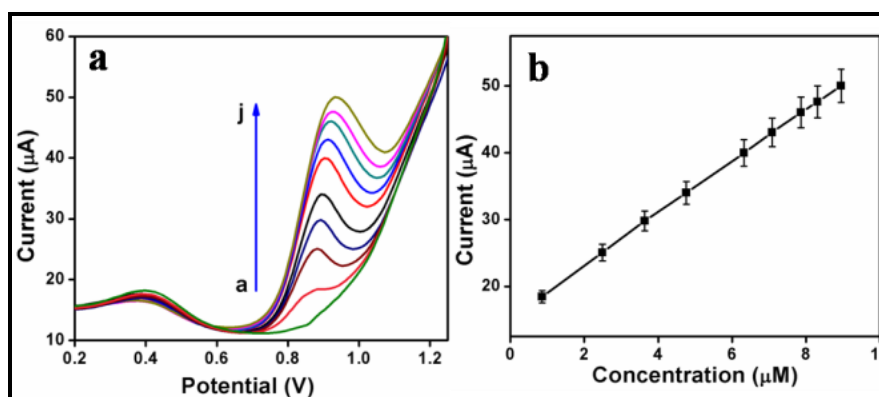 a
60
50
40
30
20
10
j
a
0.2 0.4 0.6 0.8 1.0 1.2
Potential (V)
Current (μA)
b
50
40
30
20
0 2 4 6 8 10
Concentration (μM)
Current (μA)